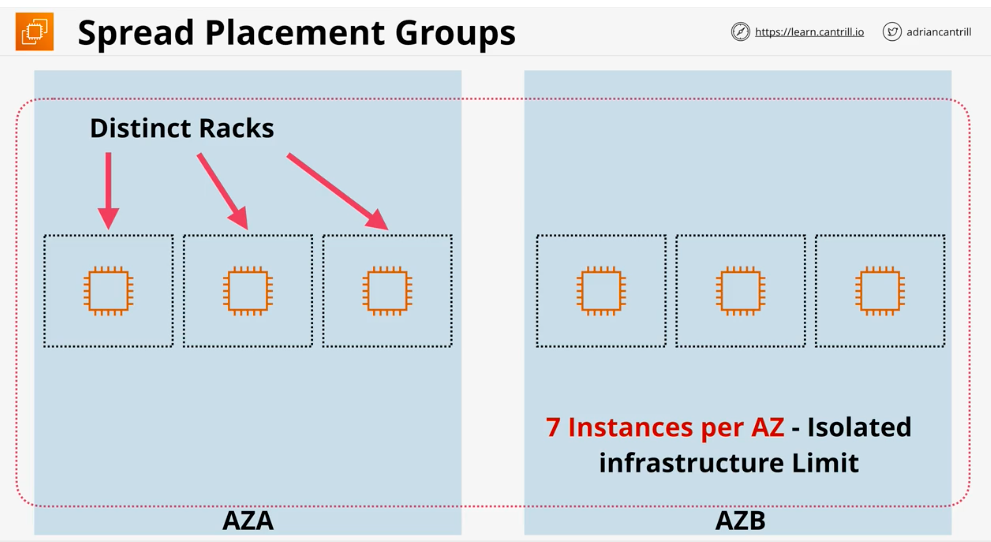 Spread Placement Groups
https://learn.cantrill.io
adriancantrill
Distinct Racks
7 Instances per AZ - Isolated
infrastructure Limit
AZA
AZB